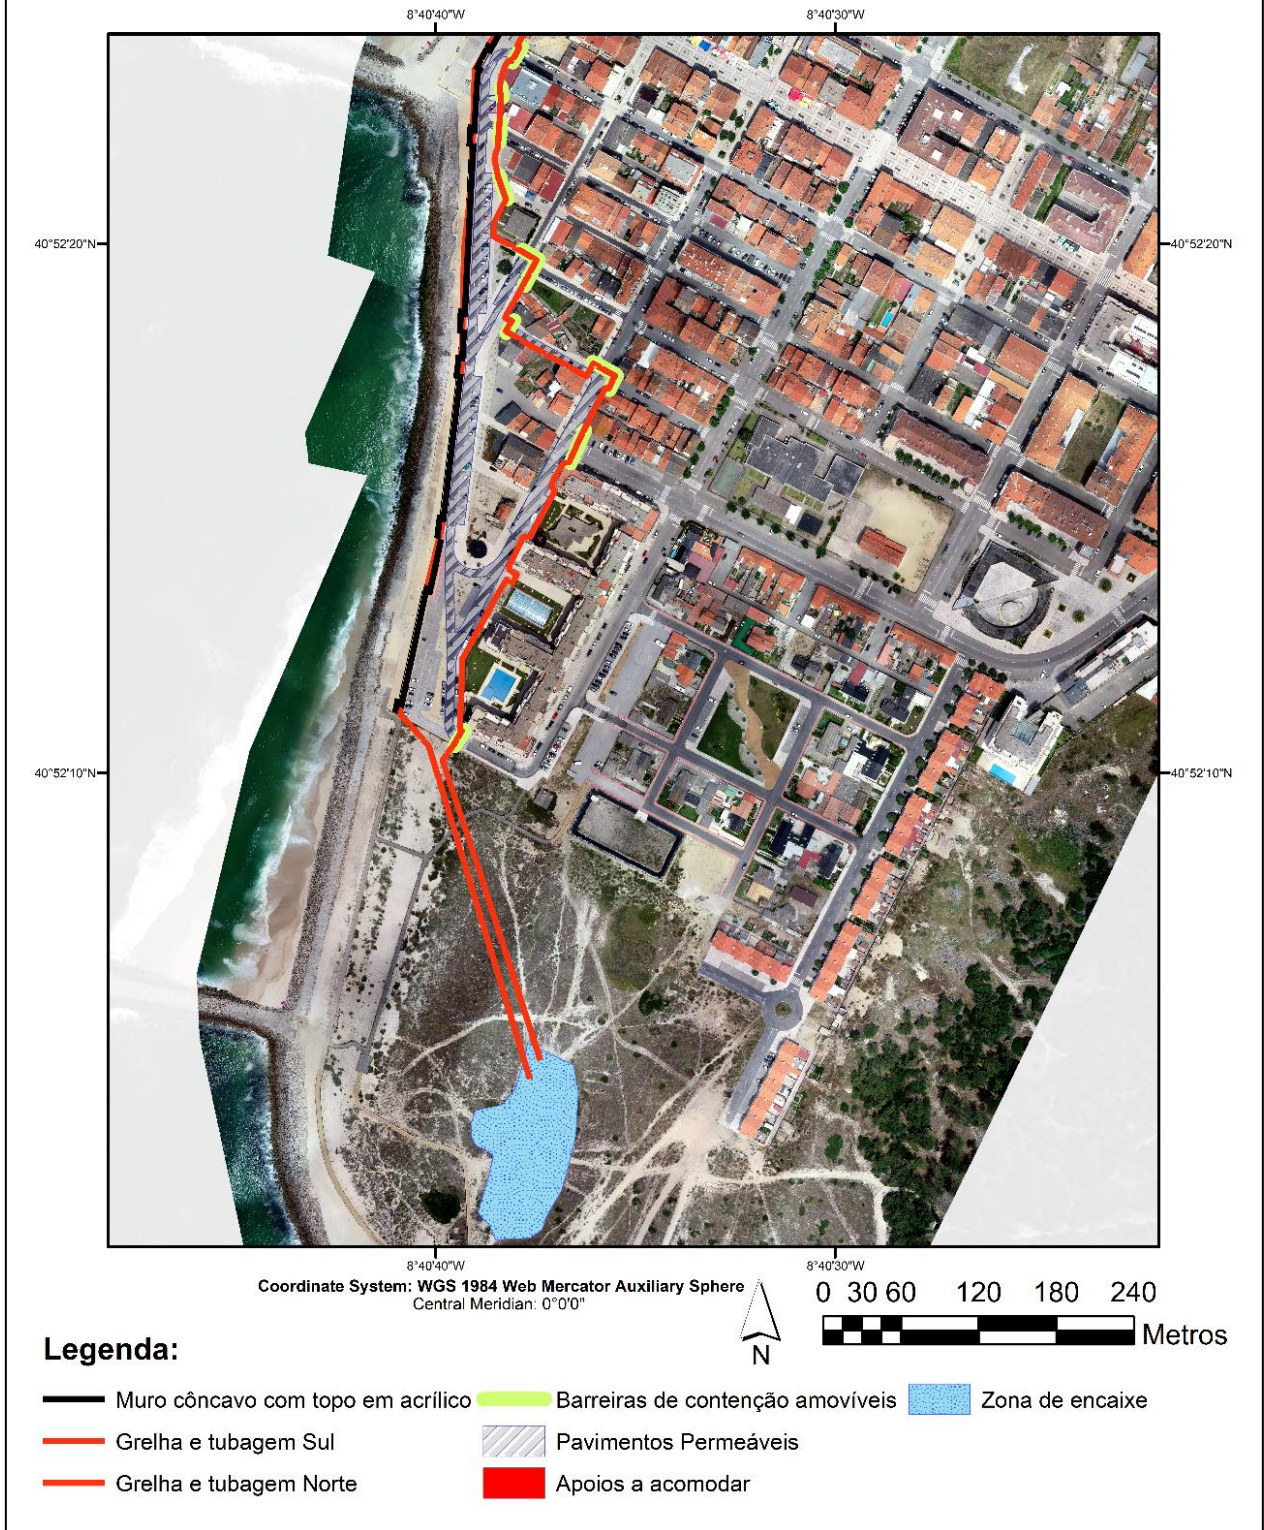 8°40'40"W 8°40'30"W
40°52'20"N 40°52'20"N
40°52'10"N 40°52'10"N
8°40'40"W 8°40'30"W
Coordinate System: WGS 1984 Web Mercator Auxiliary Sphere
Central Meridian: 0°0'0"
N
0 30 60 120 180 240
Metros
Legenda:
Muro côncavo com topo em acrílico
Barreiras de contenção amovíveis
Zona de encaixe
Grelha e tubagem Sul
Pavimentos Permeáveis
Grelha e tubagem Norte
Apoios a acomodar